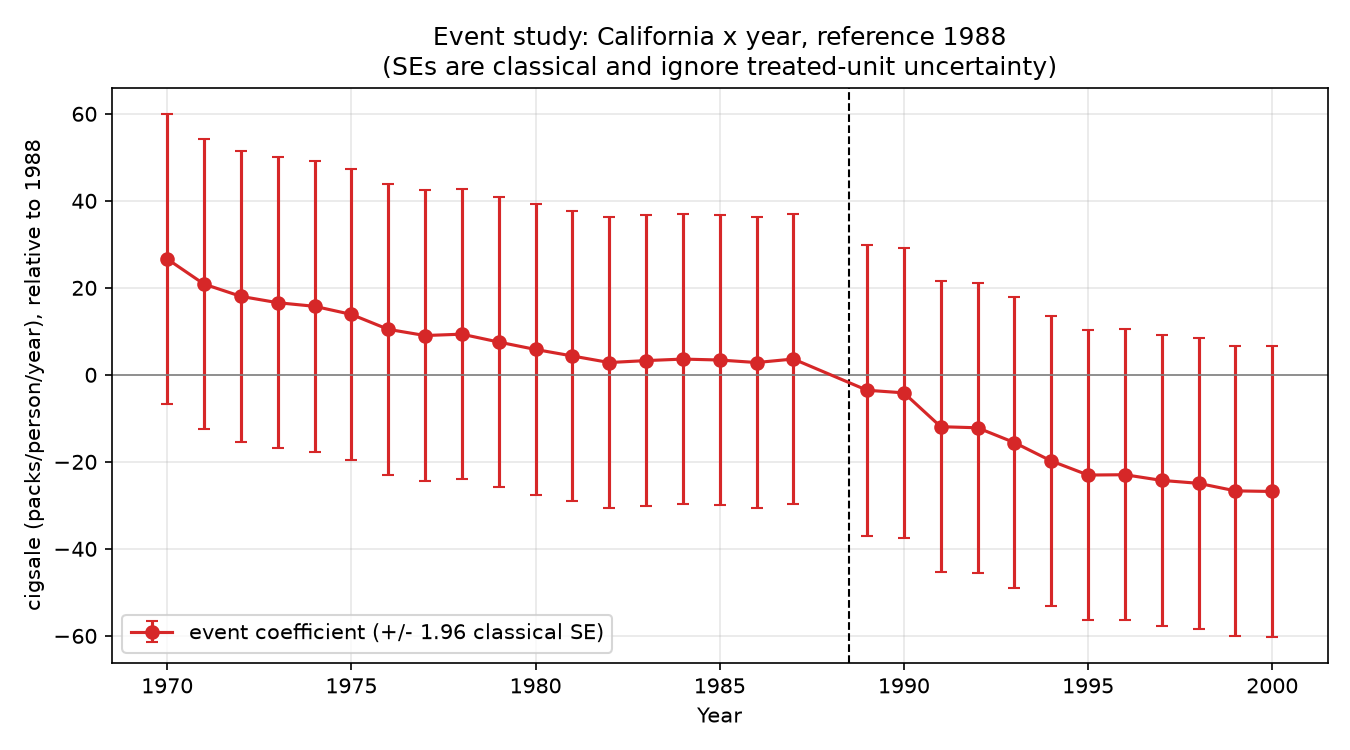 Event study: California x year, reference 1988
(SEs are classical and ignore treated-unit uncertainty)
cigsale (packs/person/year), relative to 1988
60
40
20
0
−20
−40
−60
event coefficient (+/- 1.96 classical SE)
1970
1975
1980
1985
1990
1995
2000
Year